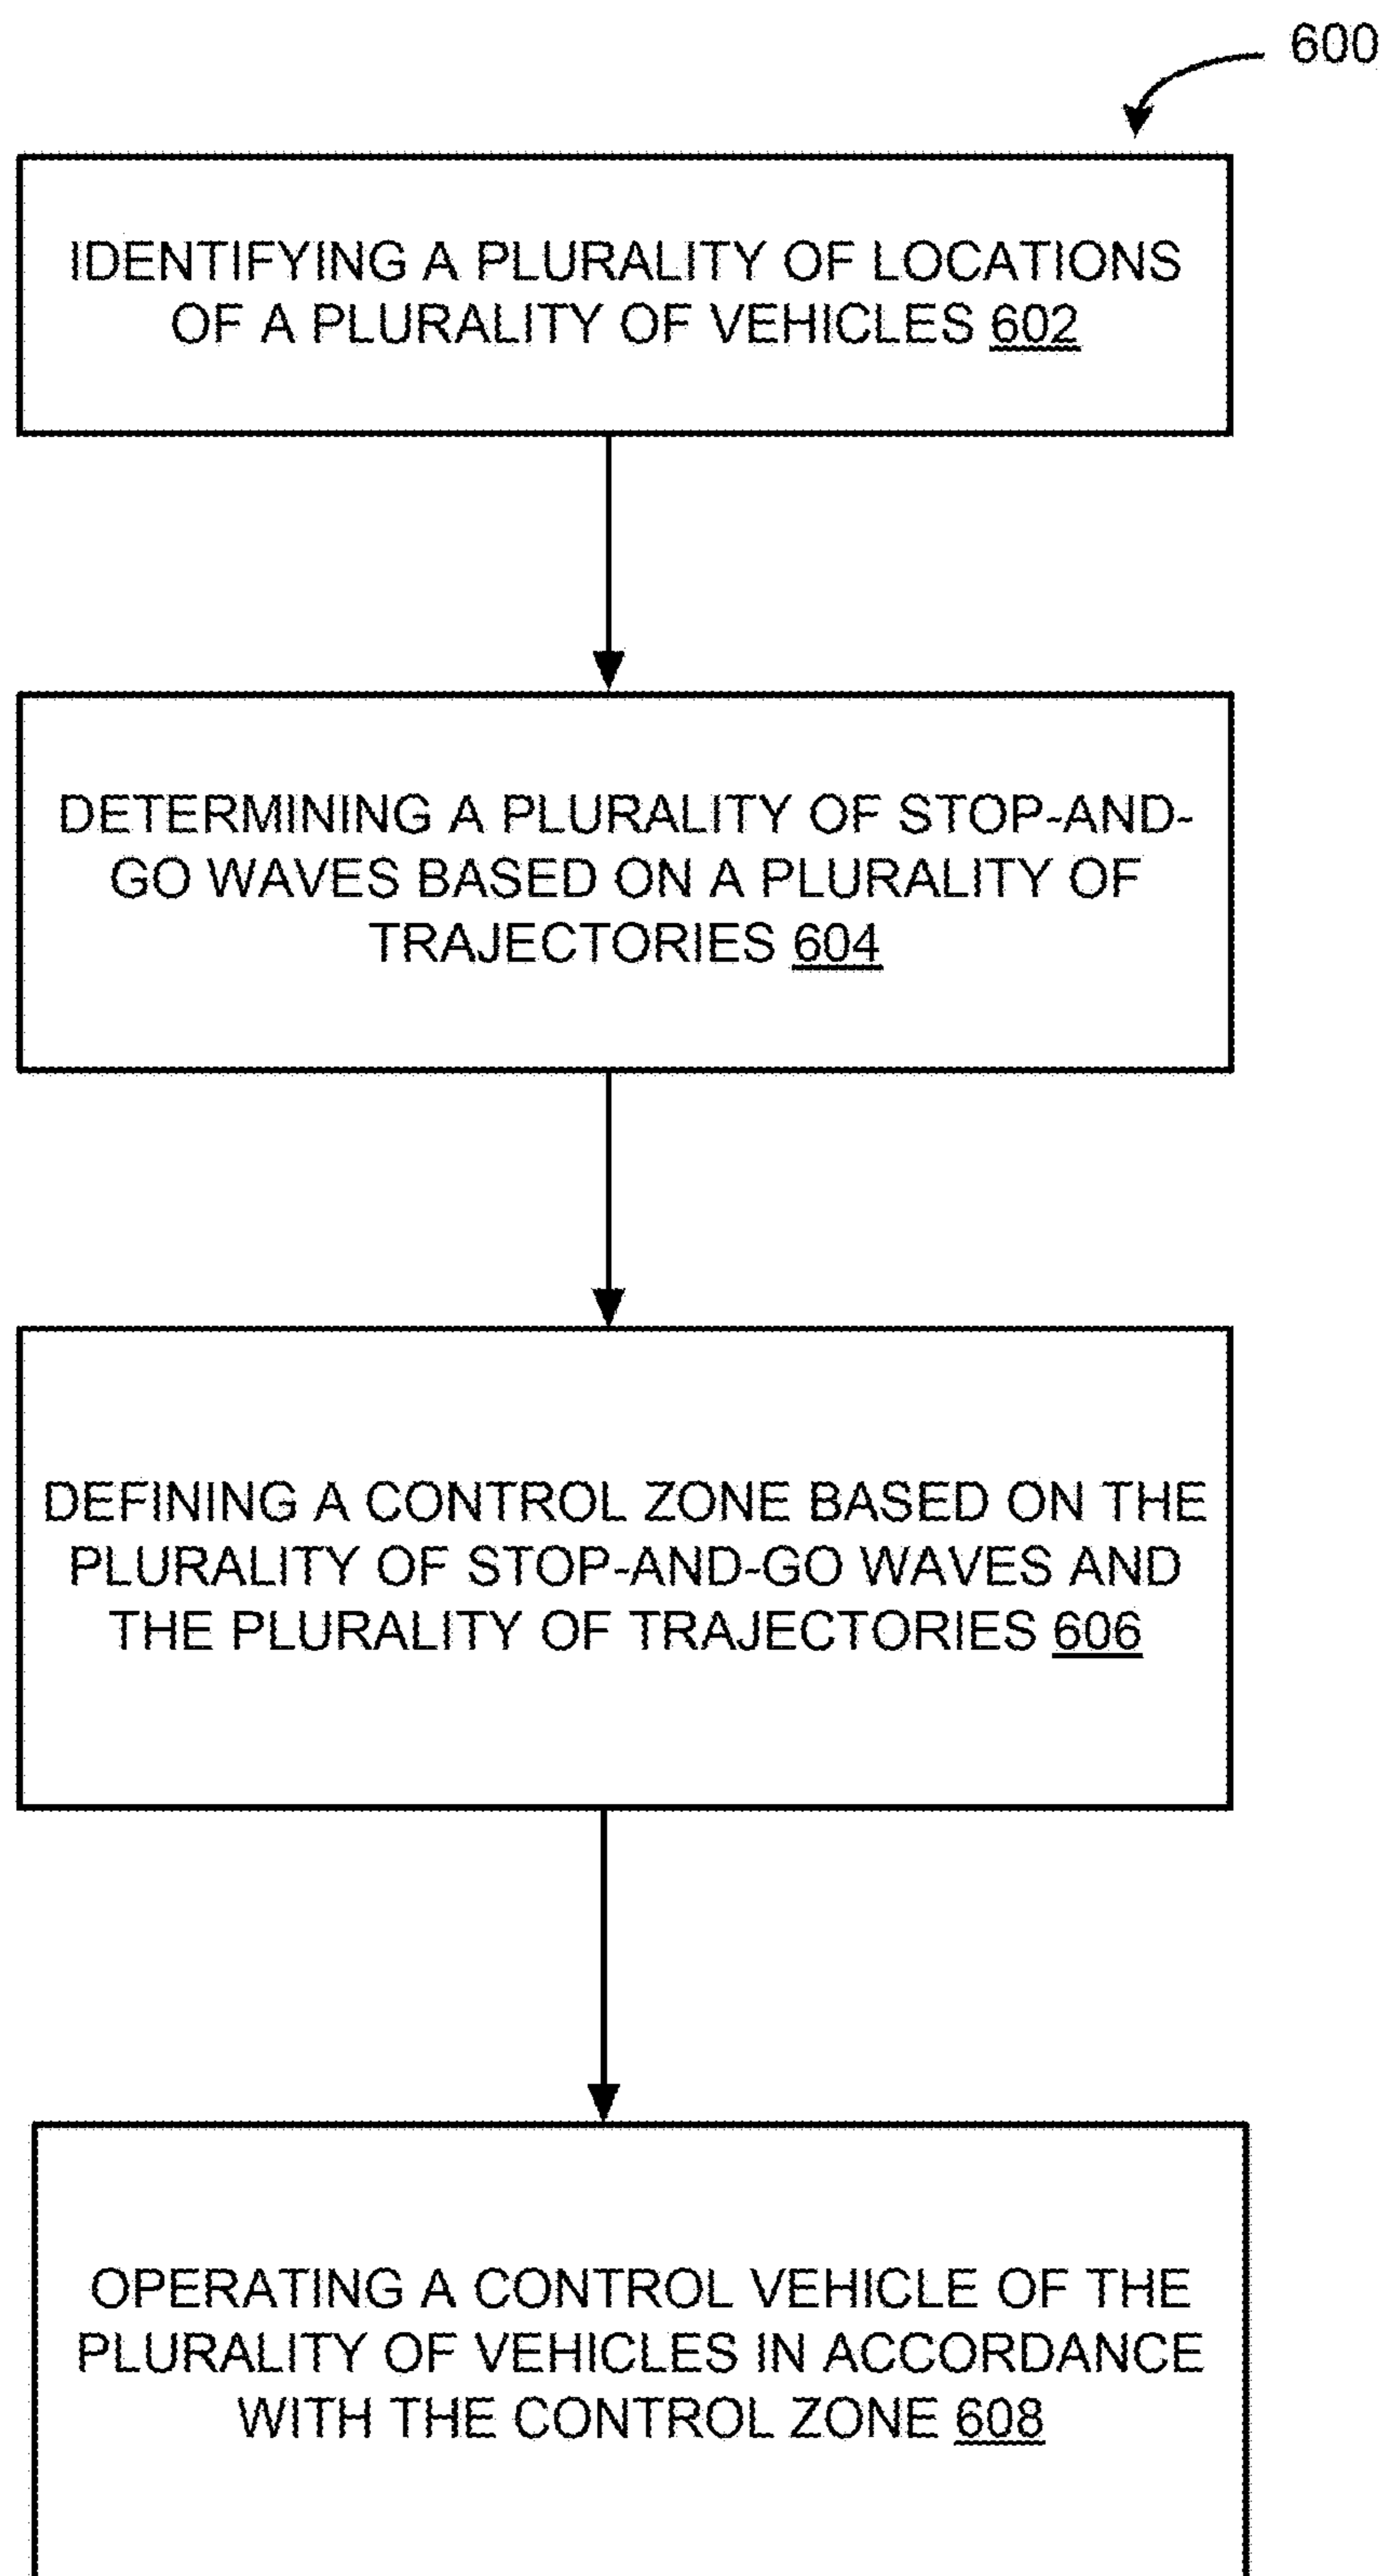 600
IDENTIFYING A PLURALITY OF LOCATIONS
OF A PLURALITY OF VEHICLES 602
DETERMINING A PLURALITY OF STOP-AND-
GO WAVES BASED ON A PLURALITY OF
TRAJECTORIES 604
DEFINING A CONTROL ZONE BASED ON THE
PLURALITY OF STOP-AND-GO WAVES AND
THE PLURALITY OF TRAJECTORIES 606
OPERATING A CONTROL VEHICLE OF THE
PLURALITY OF VEHICLES IN ACCORDANCE
WITH THE CONTROL ZONE 608